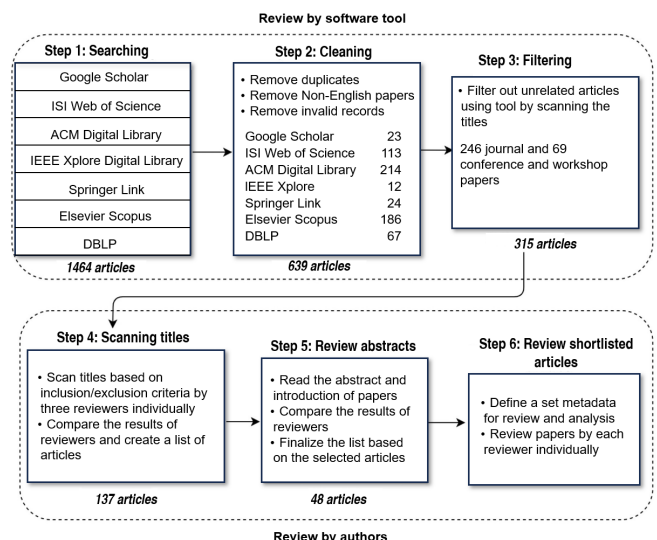 Review by software tool
Step 1: Searching
Google Scholar
ISI Web of Science
ACM Digital Library
IEEE Xplore Digital Library
Springer Link
Elsevier Scopus
DBLP
1464 articles
Step 2: Cleaning
• Remove duplicates
• Remove Non-English papers
• Remove invalid records
Google Scholar 23
ISI Web of Science 113
ACM Digital Library 214
IEEE Xplore 12
Springer Link 24
Elsevier Scopus 186
DBLP 67
639 articles
Step 3: Filtering
• Filter out unrelated articles
using tool by scanning the
titles
246 journal and 69
conference and workshop
papers
315 articles
Step 4: Scanning titles
• Scan titles based on
inclusion/exclusion criteria by
three reviewers individually
• Compare the results of
reviewers and create a list of
articles
137 articles
Step 5: Review abstracts
• Read the abstract and
introduction of papers
• Compare the results of
reviewers
• Finalize the list based
on the selected articles
48 articles
Step 6: Review shortlisted
articles
• Define a set metadata
for review and analysis
• Review papers by each
reviewer individually
Review by authors